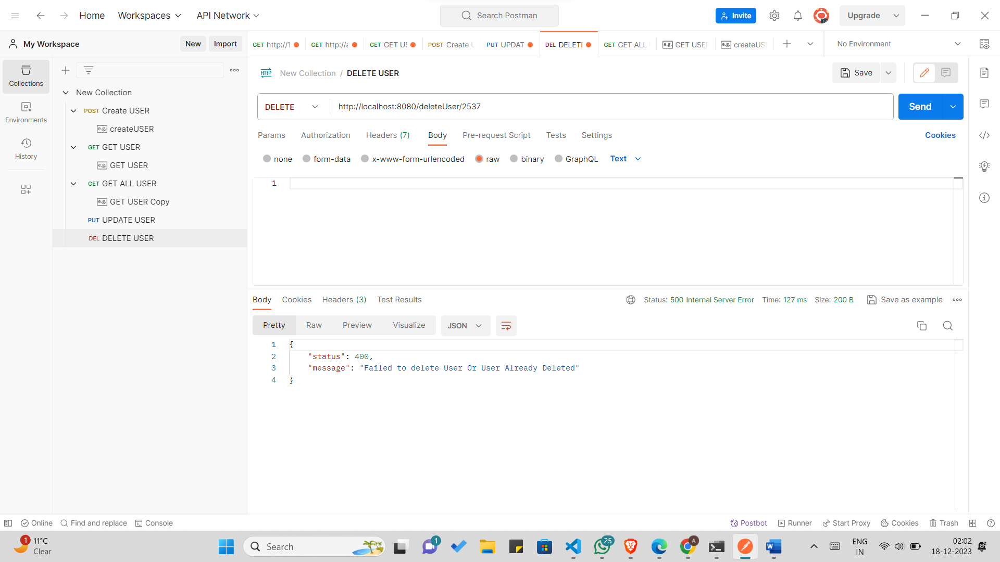 Home Workspaces API Network Search Postman Invite Upgrade
My Workspace New Import
GET http://1 GET http://a GET GET US POST Create U PUT UPDAT DEL DELETE GET GET ALL e.g. GET USER e.g. createUSE No Environment
Collections
Environments
History
New Collection
POST Create USER
e.g. createUSER
GET GET USER
e.g. GET USER
GET GET ALL USER
e.g. GET USER Copy
PUT UPDATE USER
DEL DELETE USER
HTTP New Collection / DELETE USER Save
DELETE http://localhost:8080/deleteUser/2537 Send
Params Authorization Headers (7) Body Pre-request Script Tests Settings Cookies
none form-data x-www-form-urlencoded raw binary GraphQL Text
1
Body Cookies Headers (3) Test Results Status: 500 Internal Server Error Time: 127 ms Size: 200 B Save as example
Pretty Raw Preview Visualize JSON
1 {
2 "status": 400,
3 "message": "Failed to delete User Or User Already Deleted"
4 }
Online Find and replace Console Postbot Runner Start Proxy Cookies Trash
1 11°C
Clear
Search
1
25
A
ENG
IN
02:02
18-12-2023